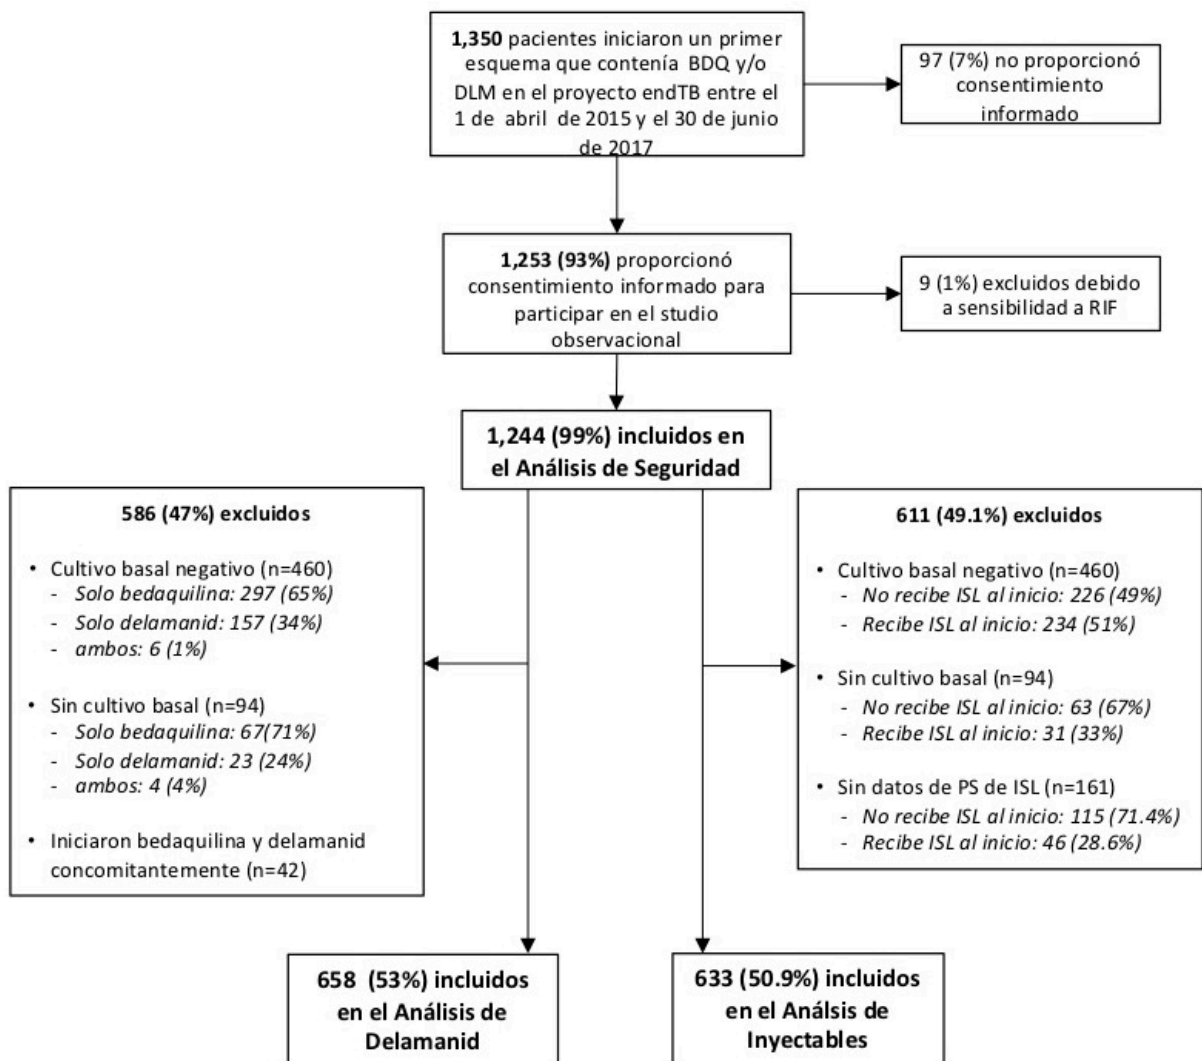 1,350 pacientes iniciaron un primer
esquema que contenía BDQ y/o
DLM en el proyecto endTB entre el
1 de abril de 2015 y el 30 de junio
de 2017
97 (7%) no proporcionó
consentimiento
informado
1,253 (93%) proporcionó
consentimiento informado para
participar en el studio
observacional
9 (1%) excluidos debido
a sensibilidad a RIF
1,244 (99%) incluidos en
el Análisis de Seguridad
586 (47%) excluidos
• Cultivo basal negativo (n=460)
- Solo bedaquilina: 297 (65%)
- Solo delamanid: 157 (34%)
- ambos: 6 (1%)
• Sin cultivo basal (n=94)
- Solo bedaquilina: 67(71%)
- Solo delamanid: 23 (24%)
- ambos: 4 (4%)
• Iniciaron bedaquilina y delamanid
concomitantemente (n=42)
611 (49.1%) excluidos
• Cultivo basal negativo (n=460)
- No recibe ISL al inicio: 226 (49%)
- Recibe ISL al inicio: 234 (51%)
• Sin cultivo basal (n=94)
- No recibe ISL al inicio: 63 (67%)
- Recibe ISL al inicio: 31 (33%)
• Sin datos de PS de ISL (n=161)
- No recibe ISL al inicio: 115 (71.4%)
- Recibe ISL al inicio: 46 (28.6%)
658 (53%) incluidos
en el Análisis de
Delamanid
633 (50.9%) incluidos
en el Análsis de
Inyectables